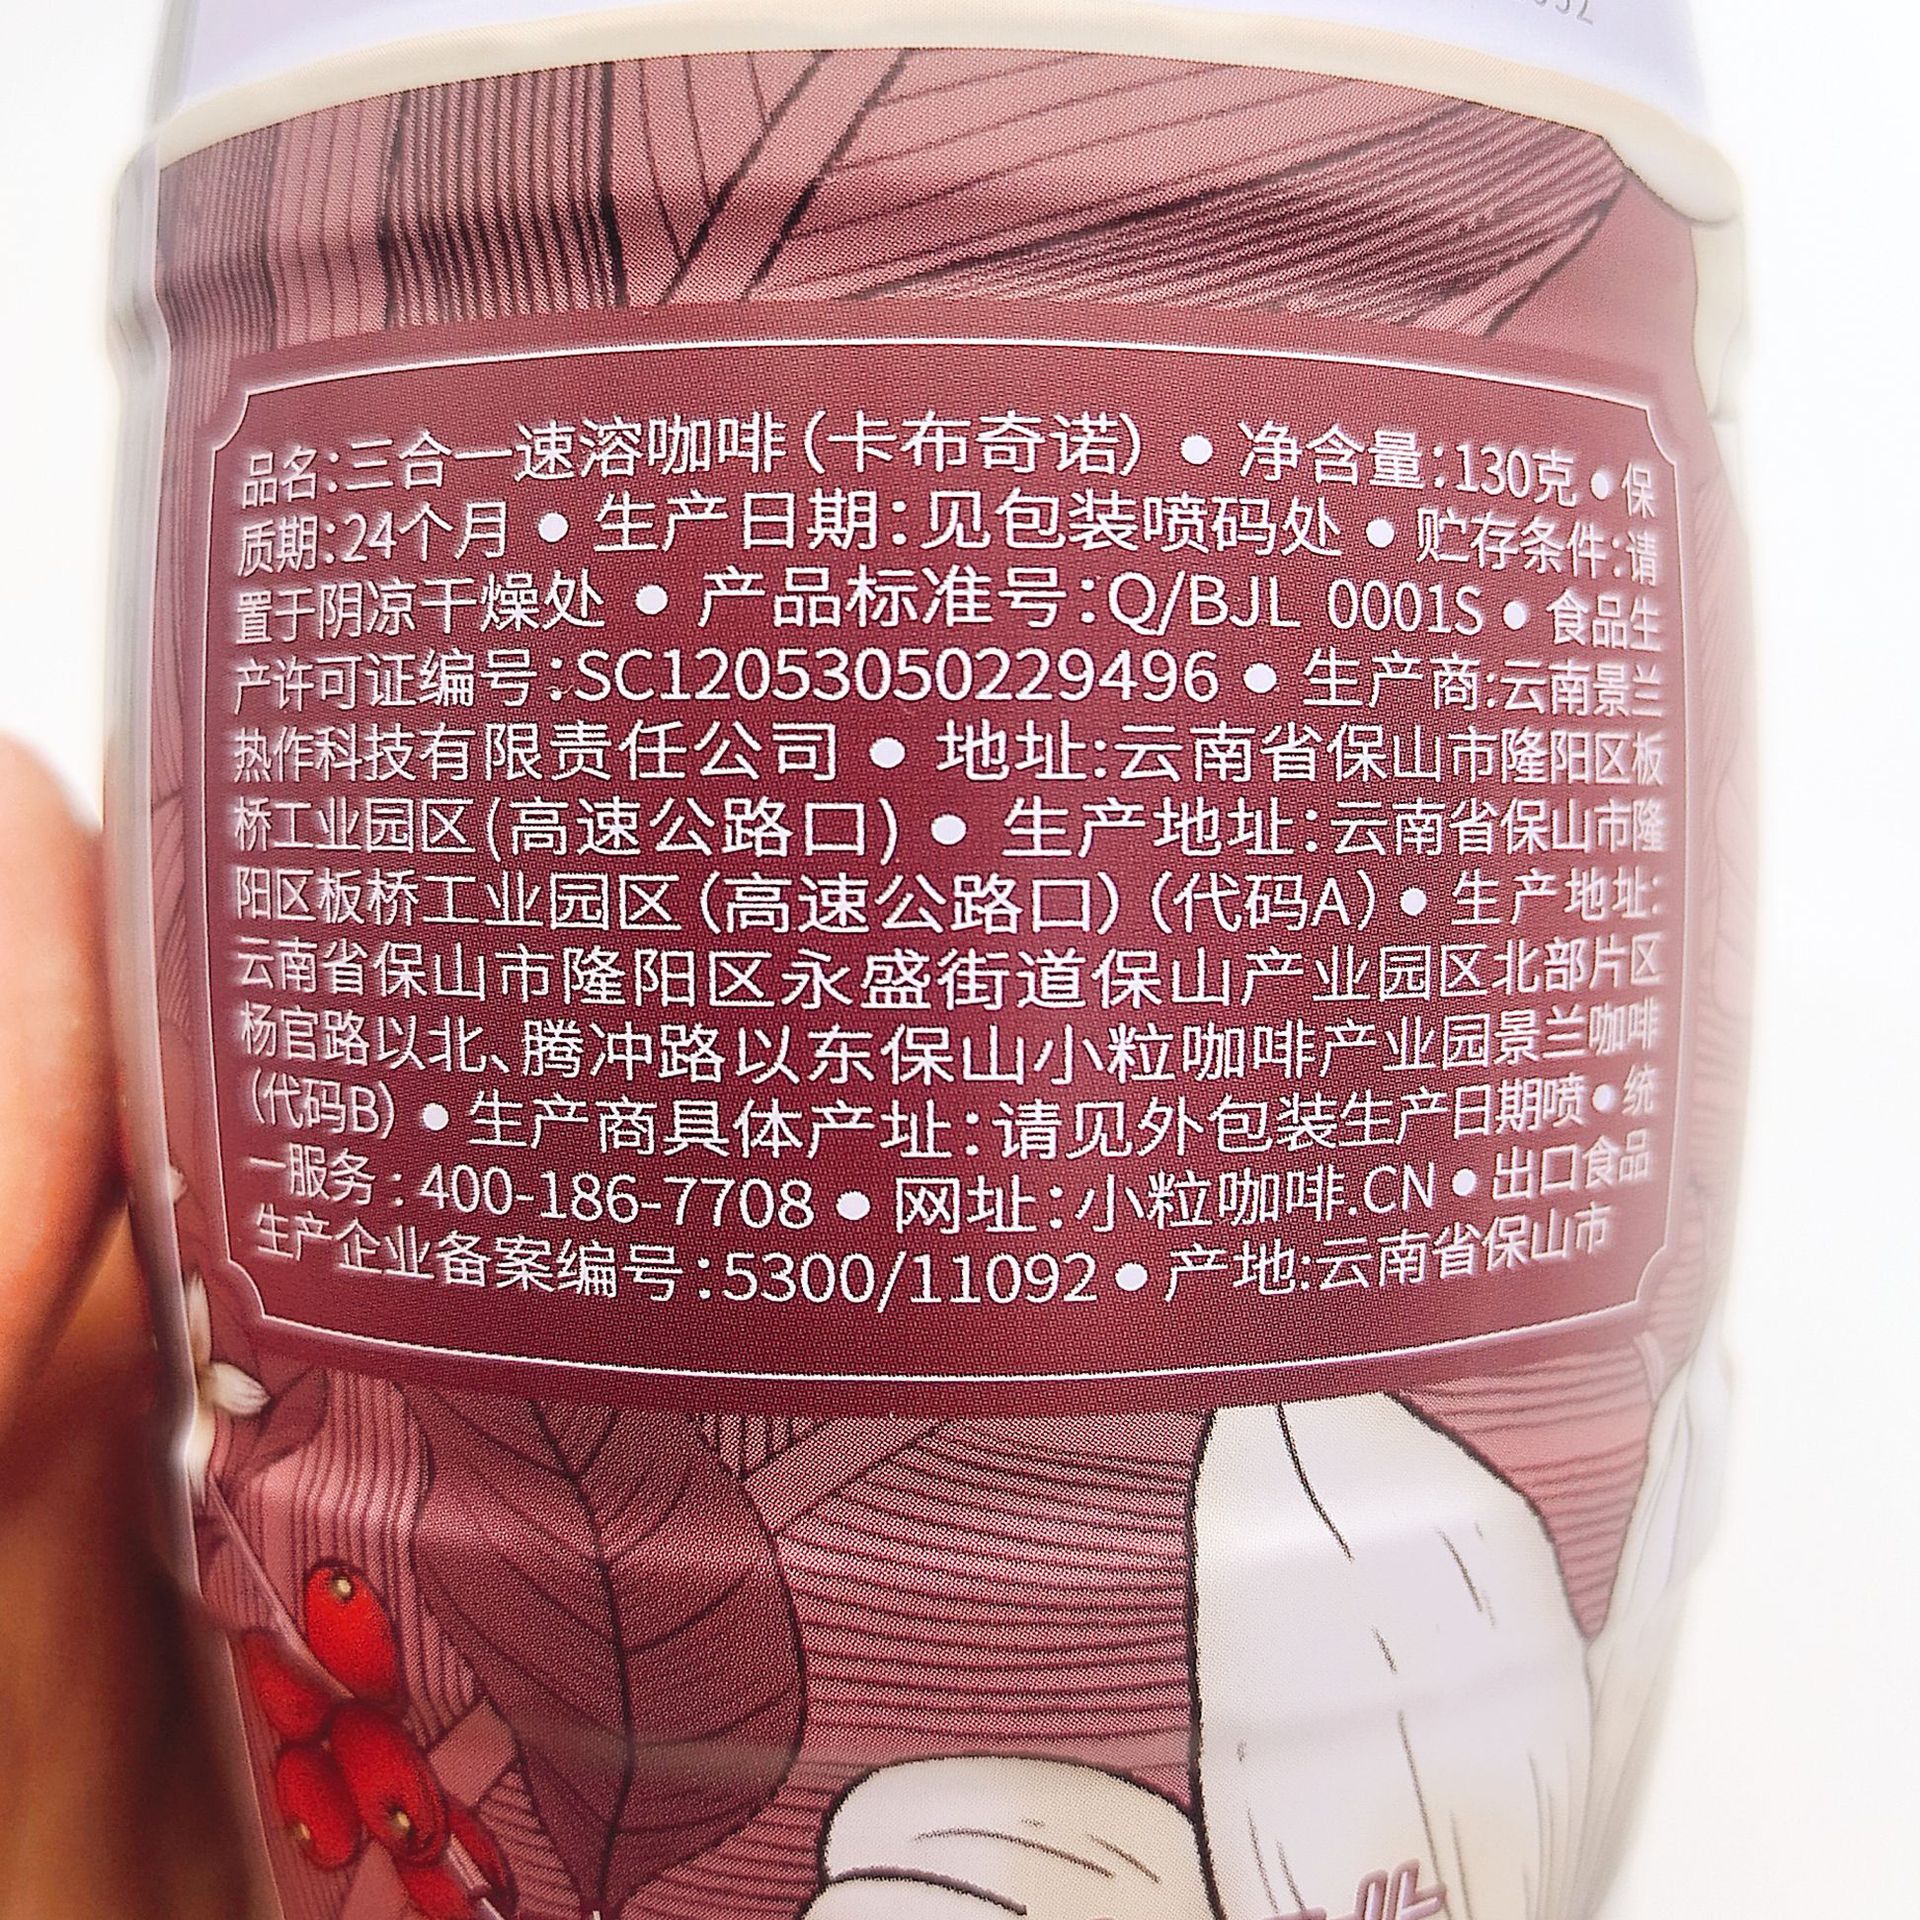 品名:三合一速溶咖啡(卡布奇诺) • 净含量:130克 • 保
质期:24个月 • 生产日期:见包装喷码处 • 贮存条件:请
置于阴凉干燥处 • 产品标准号:Q/BJL 0001S • 食品生
产许可证编号:SC12053050229496 • 生产商:云南景兰
热作科技有限责任公司 • 地址:云南省保山市隆阳区板
桥工业园区(高速公路口) • 生产地址:云南省保山市隆
阳区板桥工业园区(高速公路口)(代码A) • 生产地址:
云南省保山市隆阳区永盛街道保山产业园区北部片区
杨官路以北、腾冲路以东保山小粒咖啡产业园景兰咖啡
(代码B) • 生产商具体产址:请见外包装生产日期喷 • 统
一服务:400-186-7708 • 网址:小粒咖啡.CN • 出口食品
生产企业备案编号:5300/11092 • 产地:云南省保山市